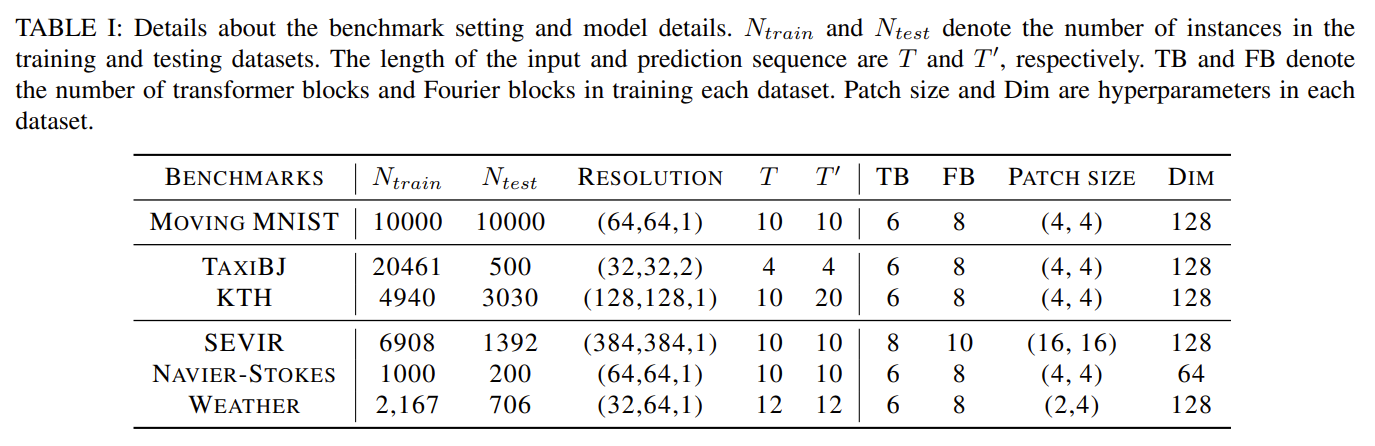 TABLE I: Details about the benchmark setting and model details. N_train and N_test denote the number of instances in the
training and testing datasets. The length of the input and prediction sequence are T and T′, respectively. TB and FB denote
the number of transformer blocks and Fourier blocks in training each dataset. Patch size and Dim are hyperparameters in each
dataset.
BENCHMARKS N_train N_test RESOLUTION T T′ TB FB PATCH SIZE DIM
MOVING MNIST 10000 10000 (64,64,1) 10 10 6 8 (4, 4) 128
TAXIBJ 20461 500 (32,32,2) 4 4 6 8 (4, 4) 128
KTH 4940 3030 (128,128,1) 10 20 6 8 (4, 4) 128
SEVIR 6908 1392 (384,384,1) 10 10 8 10 (16, 16) 128
NAVIER-STOKES 1000 200 (64,64,1) 10 10 6 8 (4, 4) 64
WEATHER 2,167 706 (32,64,1) 12 12 6 8 (2,4) 128